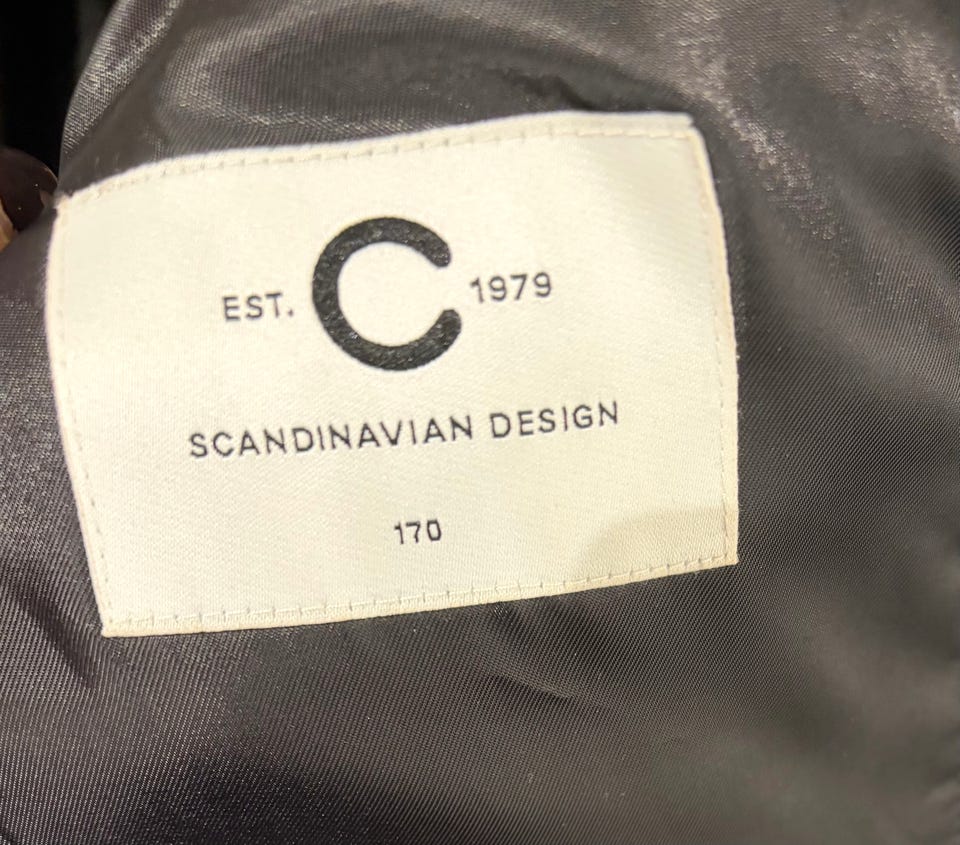 EST. C 1979
SCANDINAVIAN DESIGN
170